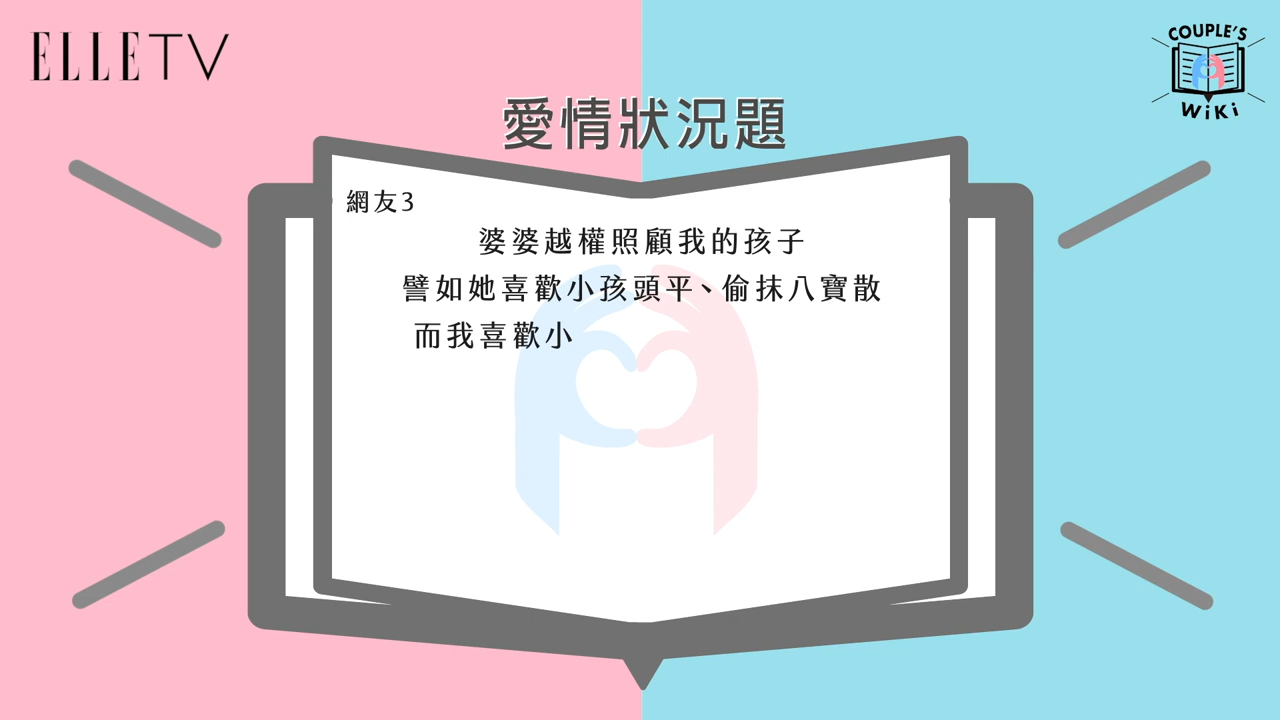 ELLE TV
COUPLE'S
WiKi
愛情狀況題
網友3
婆婆越權照顧我的孩子
譬如她喜歡小孩頭平、偷抹八寶散
而我喜歡小